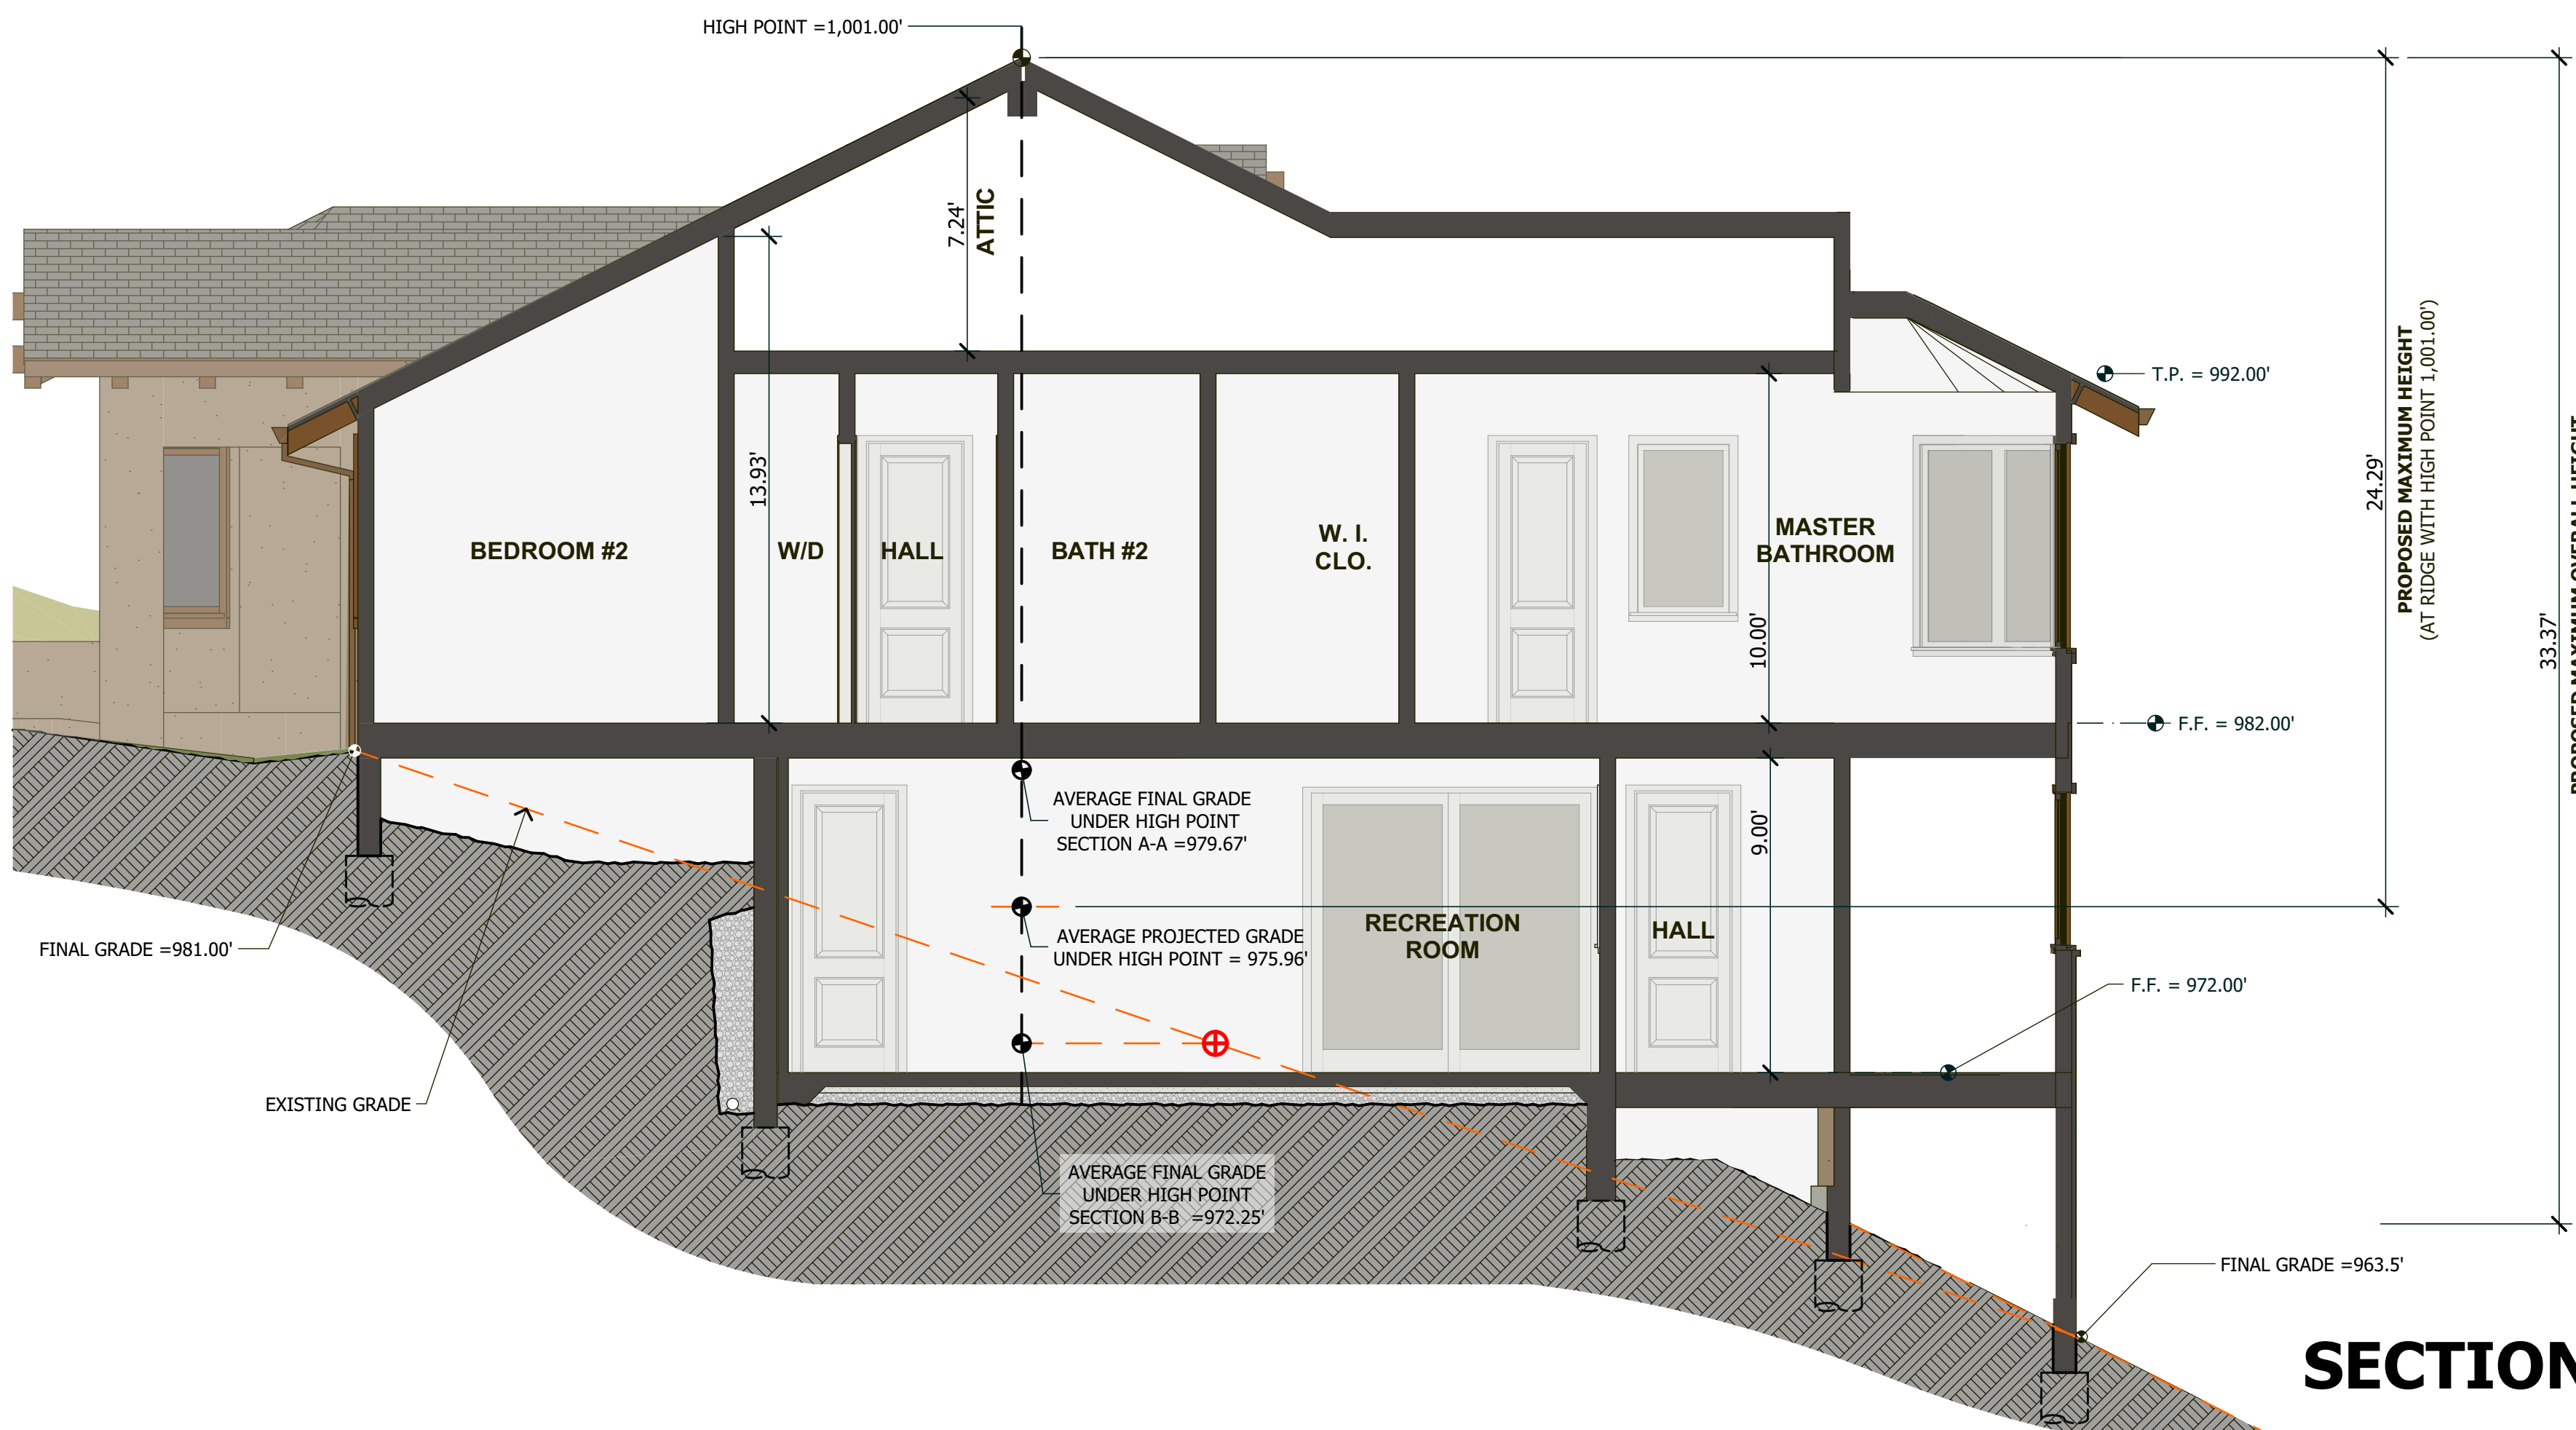 HIGH POINT =1,001.00'
7.24'
ATTIC
T.P. = 992.00'
PROPOSED MAXIMUM HEIGHT
(AT RIDGE WITH HIGH POINT 1,001.00')
24.29'
33.37'
PROPOSED MAXIMUM OVERALL HEIGHT
13.93'
BEDROOM #2
W/D
HALL
BATH #2
W. I.
CLO.
MASTER
BATHROOM
10.00'
F.F. = 982.00'
AVERAGE FINAL GRADE
UNDER HIGH POINT
SECTION A-A =979.67'
9.00'
RECREATION
ROOM
HALL
AVERAGE PROJECTED GRADE
UNDER HIGH POINT = 975.96'
FINAL GRADE =981.00'
F.F. = 972.00'
EXISTING GRADE
AVERAGE FINAL GRADE
UNDER HIGH POINT
SECTION B-B =972.25'
FINAL GRADE =963.5'
SECTION